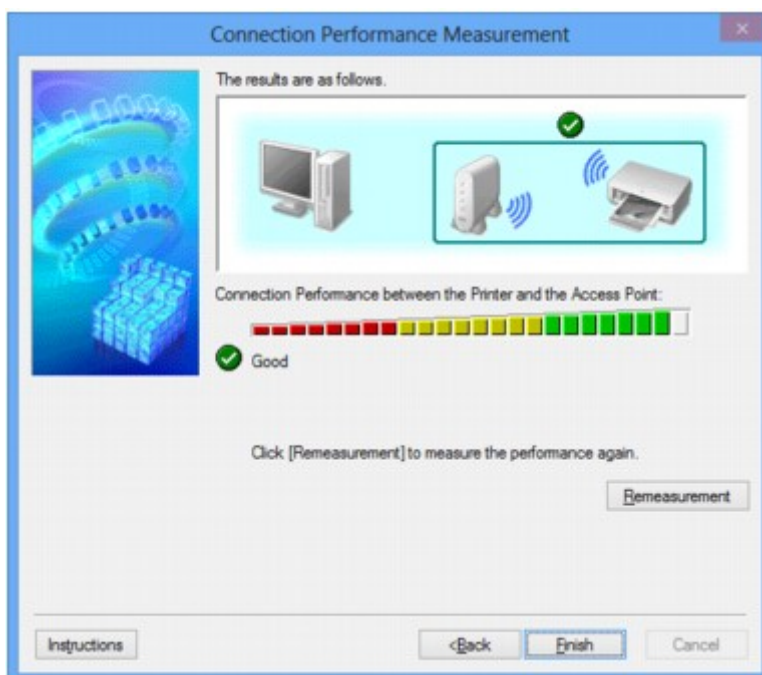 Connection Performance Measurement
The results are as follows.
Connection Performance between the Printer and the Access Point:
Good
Click [Remeasurement] to measure the performance again.
Remeasurement
Instructions
<Back
Finish
Cancel